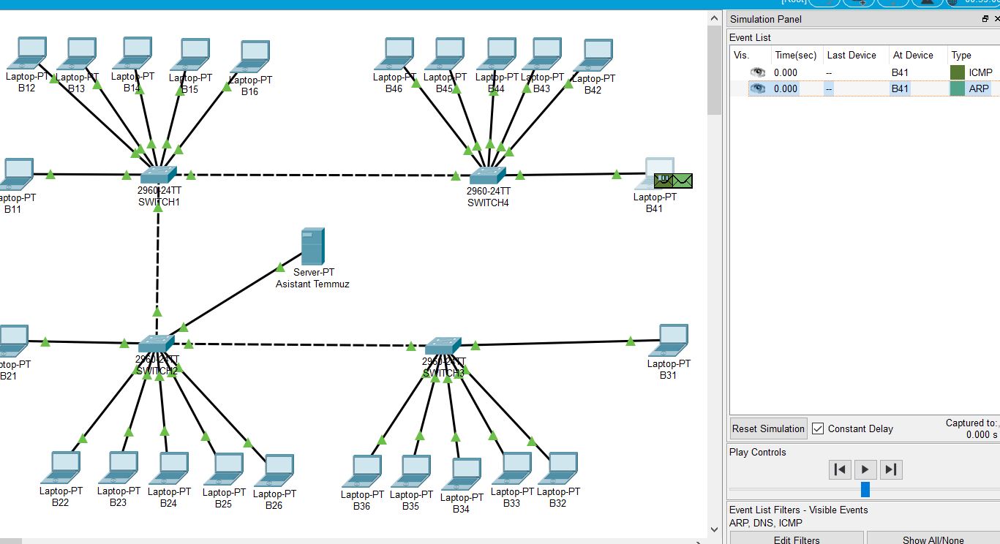 [Root]
Simulation Panel
Event List
Vis. Time(sec) Last Device At Device Type
0.000 -- B41 ICMP
0.000 -- B41 ARP
Laptop-PT
B12
Laptop-PT
B13
Laptop-PT
B14
Laptop-PT
B15
Laptop-PT
B16
Laptop-PT
B46
Laptop-PT
B45
Laptop-PT
B44
Laptop-PT
B43
Laptop-PT
B42
aptop-PT
B11
2960-24TT
SWITCH1
2960-24TT
SWITCH4
Laptop-PT
B41
Server-PT
Asistant Temmuz
ptop-PT
B21
2960-24TT
SWITCH2
2960-24TT
SWITCH3
Laptop-PT
B31
Laptop-PT
B22
Laptop-PT
B23
Laptop-PT
B24
Laptop-PT
B25
Laptop-PT
B26
Laptop-PT
B36
Laptop-PT
B35
Laptop-PT
B34
Laptop-PT
B33
Laptop-PT
B32
Reset Simulation Constant Delay Captured to:
0.000 s
Play Controls
Event List Filters - Visible Events
ARP, DNS, ICMP
Edit Filters Show All/None